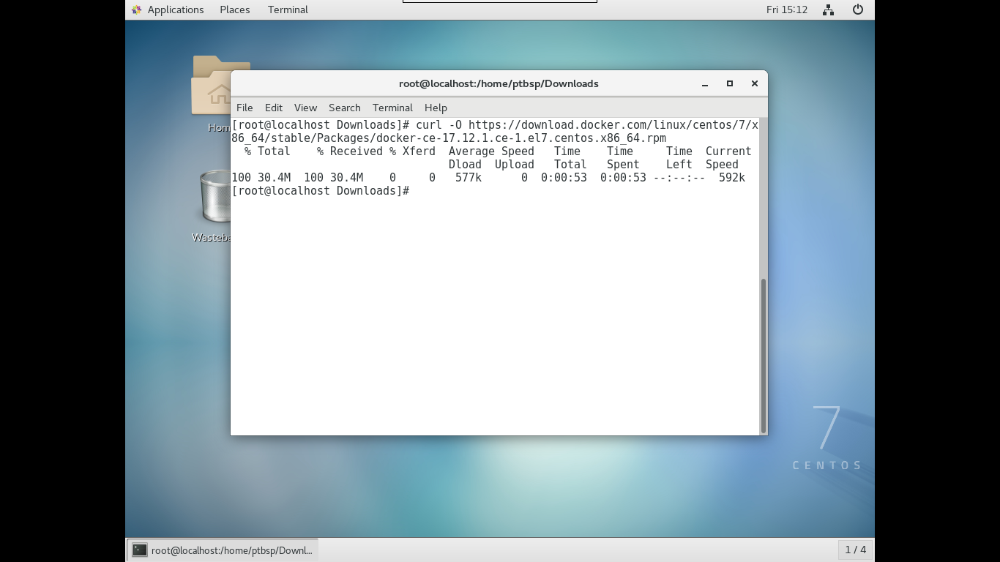 Applications Places Terminal Fri 15:12
root@localhost:/home/ptbsp/Downloads
File Edit View Search Terminal Help
[root@localhost Downloads]# curl -O https://download.docker.com/linux/centos/7/x
86_64/stable/Packages/docker-ce-17.12.1.ce-1.el7.centos.x86_64.rpm
  % Total    % Received % Xferd  Average Speed   Time    Time     Time  Current
                                 Dload  Upload   Total   Spent    Left  Speed
100 30.4M  100 30.4M    0     0   577k      0  0:00:53  0:00:53 --:--:--  592k
[root@localhost Downloads]#
Hom
Wasteba
7
CENTOS
root@localhost:/home/ptbsp/Downl...
1 / 4